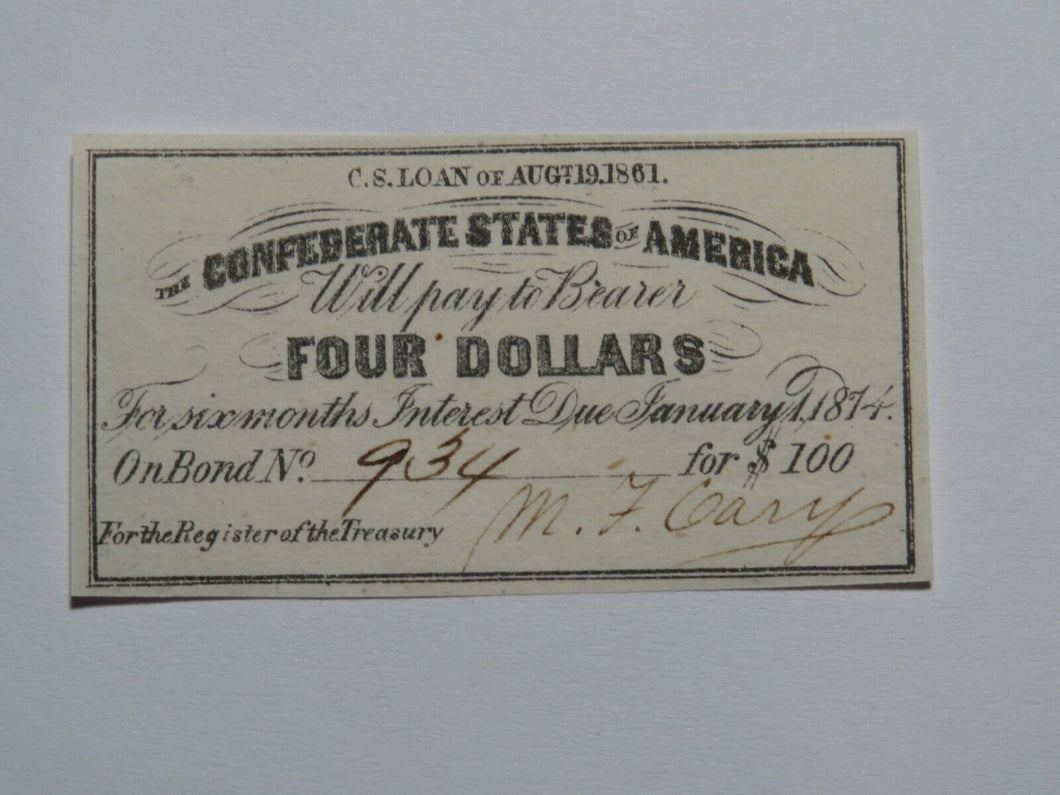 C.S. LOAN OF AUGT. 19. 1861.
THE CONFEDERATE STATES OF AMERICA
Will pay to Bearer
FOUR DOLLARS
For six months Interest Due January 1, 1874.
On Bond No. 934 for $ 100
For the Register of the Treasury M. F. Cary